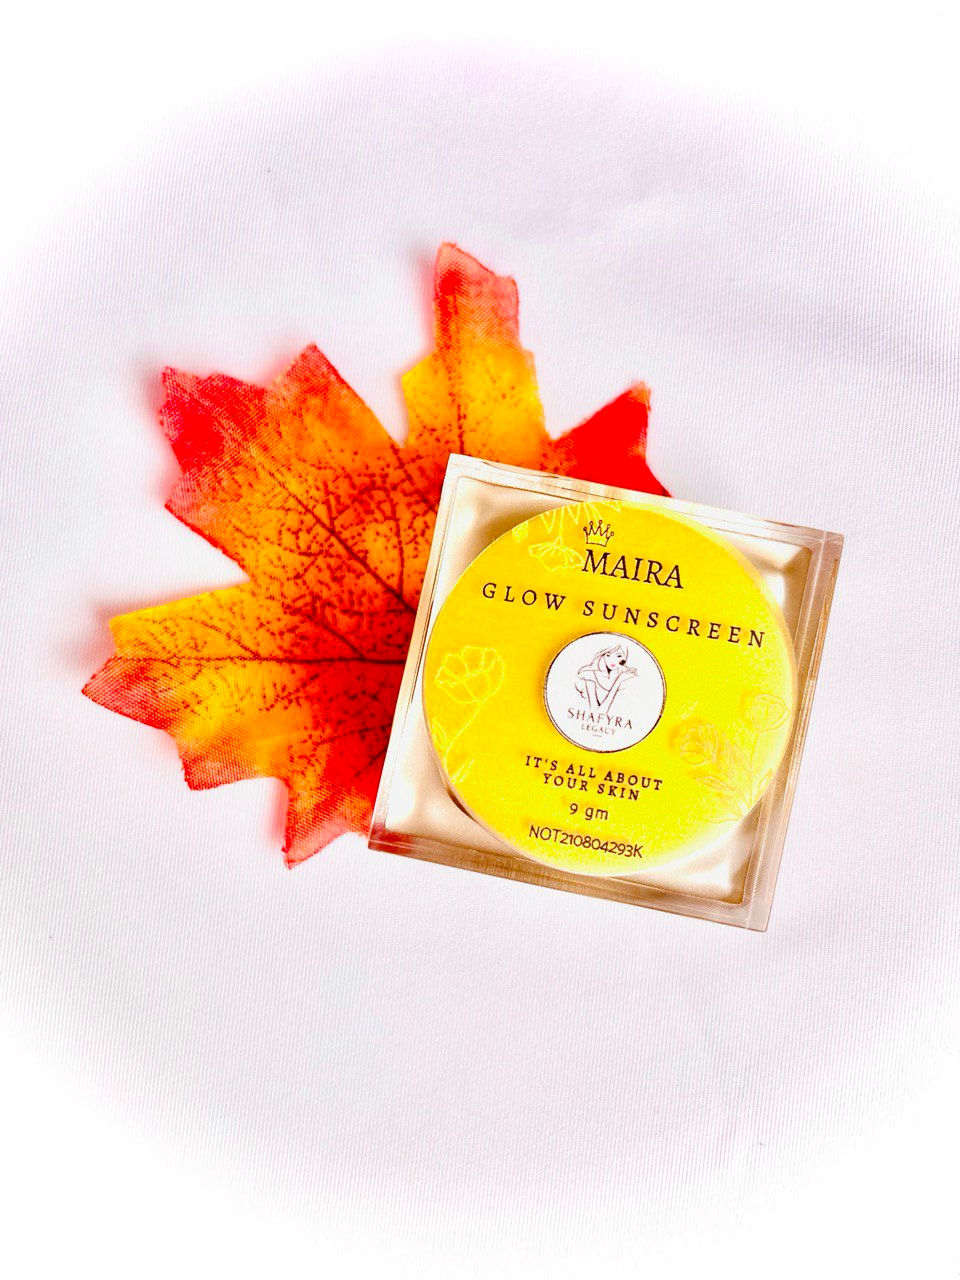 MAIRA
GLOW SUNSCREEN
SHAFYRA
LEGACY
IT'S ALL ABOUT
YOUR SKIN
9 gm
NOT210804293K